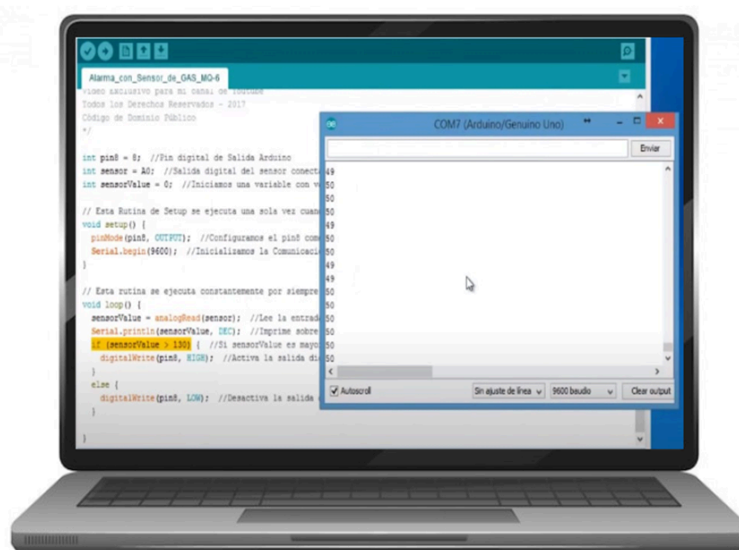 Alarma_con_Sensor_de_GAS_MQ-6
Video Exclusivo para mi canal de Youtube
Todos los Derechos Reservados - 2017
Código de Dominio Público
*/
int pin8 = 8; //Pin digital de Salida Arduino
int sensor = A0; //Salida digital del sensor conecta
int sensorValue = 0; //Iniciamos una variable con v
// Esta Rutina de Setup se ejecuta una sola vez cuan
void setup() {
pinMode(pin8, OUTPUT); //Configuramos el pin8 com
Serial.begin(9600); //Inicializamos la Comunicaci
}
// Esta rutina se ejecuta constantemente por siempre
void loop() {
sensorValue = analogRead(sensor); //Lee la entrad
Serial.println(sensorValue, DEC); //Imprime sobre
if (sensorValue > 130) { //Si sensorValue es mayo
digitalWrite(pin8, HIGH); //Activa la salida di
}
else {
digitalWrite(pin8, LOW); //Desactiva la salida
}
}
COM7 (Arduino/Genuino Uno)
Enviar
49
50
50
50
49
50
49
49
49
50
50
50
50
50
50
Autoscroll
Sin ajuste de línea
9600 baudio
Clear output